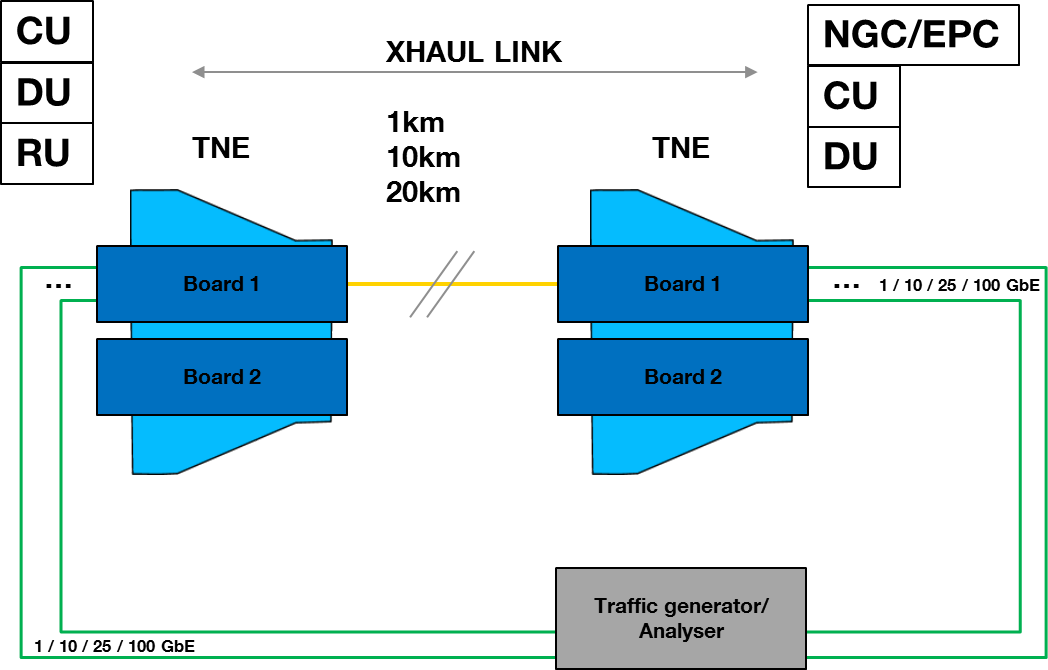 CU
DU
RU
XHAUL LINK
NGC/EPC
CU
DU
TNE
1km
10km
20km
TNE
Board 1
Board 2
...
Board 1
Board 2
...
1 / 10 / 25 / 100 GbE
Traffic generator/
Analyser
1 / 10 / 25 / 100 GbE